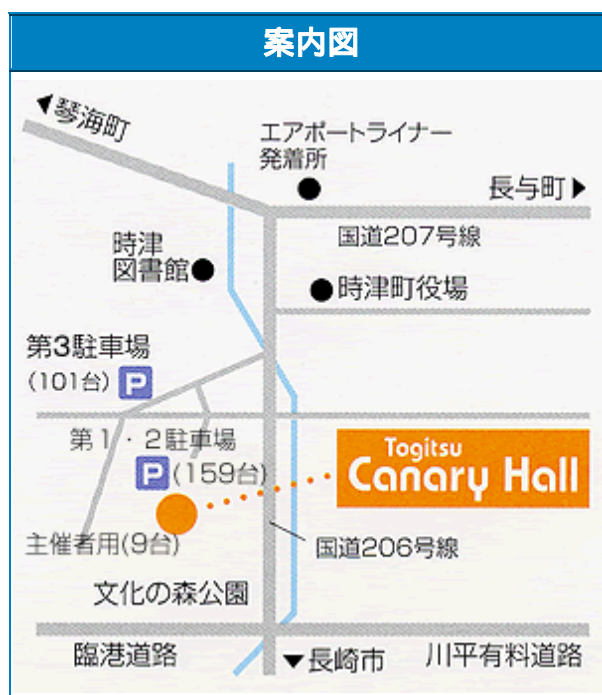 案内図
◀琴海町
エアポートライナー
発着所
長与町▶
国道207号線
時津
図書館
時津町役場
第3駐車場
(101台) P
第1・2駐車場
P (159台)
Togitsu
Canary Hall
主催者用(9台)
国道206号線
文化の森公園
臨港道路
▼長崎市
川平有料道路